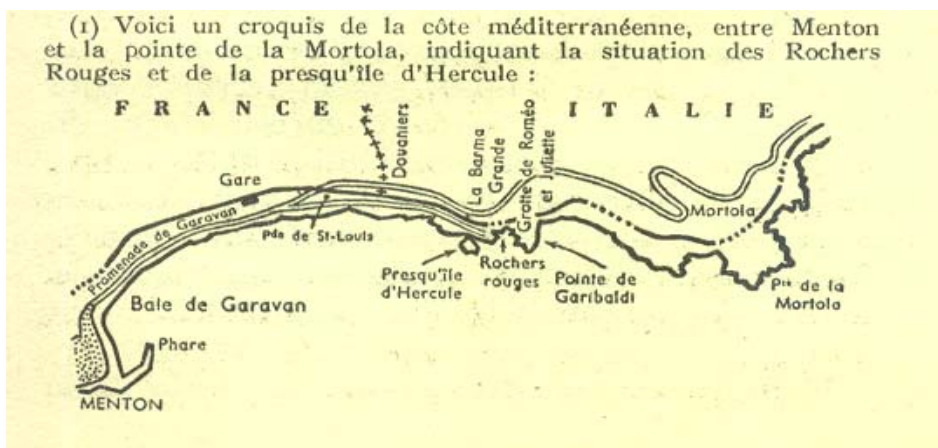 (1) Voici un croquis de la côte méditerranéenne, entre Menton
et la pointe de la Mortola, indiquant la situation des Rochers
Rouges et de la presqu'île d'Hercule :
FRANCE
ITALIE
Douaniers
La Barma
Grande
Grotte de Roméo
et Juliette
Gare
Promenade de Garavan
Pde de St-Louis
Mortola
Presqu'île
d'Hercule
Rochers
rouges
Pointe de
Garibaldi
Pte de la
Mortola
Baie de Garavan
Phare
MENTON